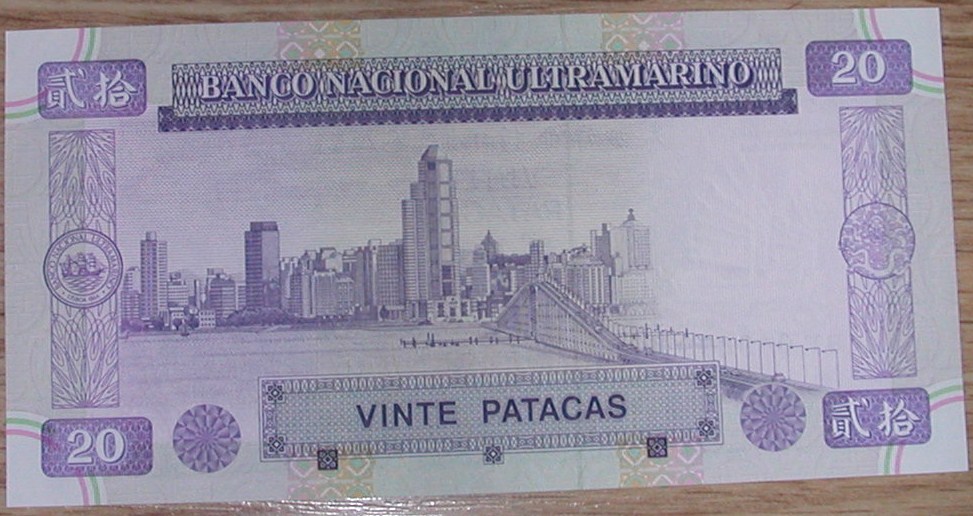 貳拾
BANCO NACIONAL ULTRAMARINO
20
VINTE PATACAS
20
貳拾